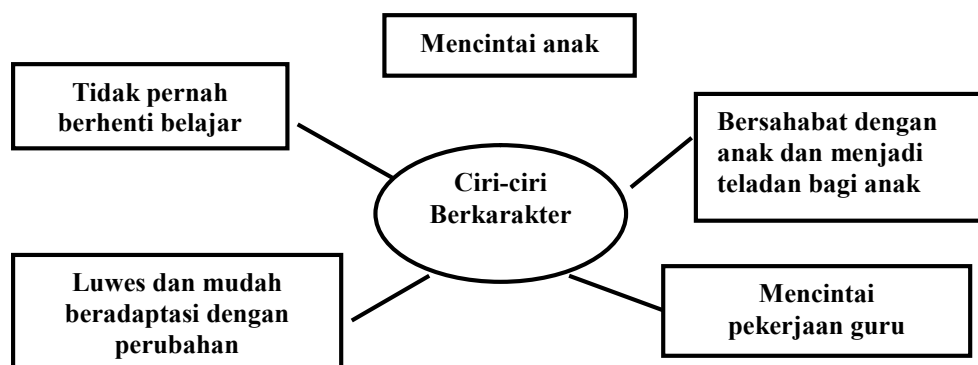 Mencintai anak
Tidak pernah
berhenti belajar
Bersahabat dengan
anak dan menjadi
teladan bagi anak
Ciri-ciri
Berkarakter
Luwes dan mudah
beradaptasi dengan
perubahan
Mencintai
pekerjaan guru